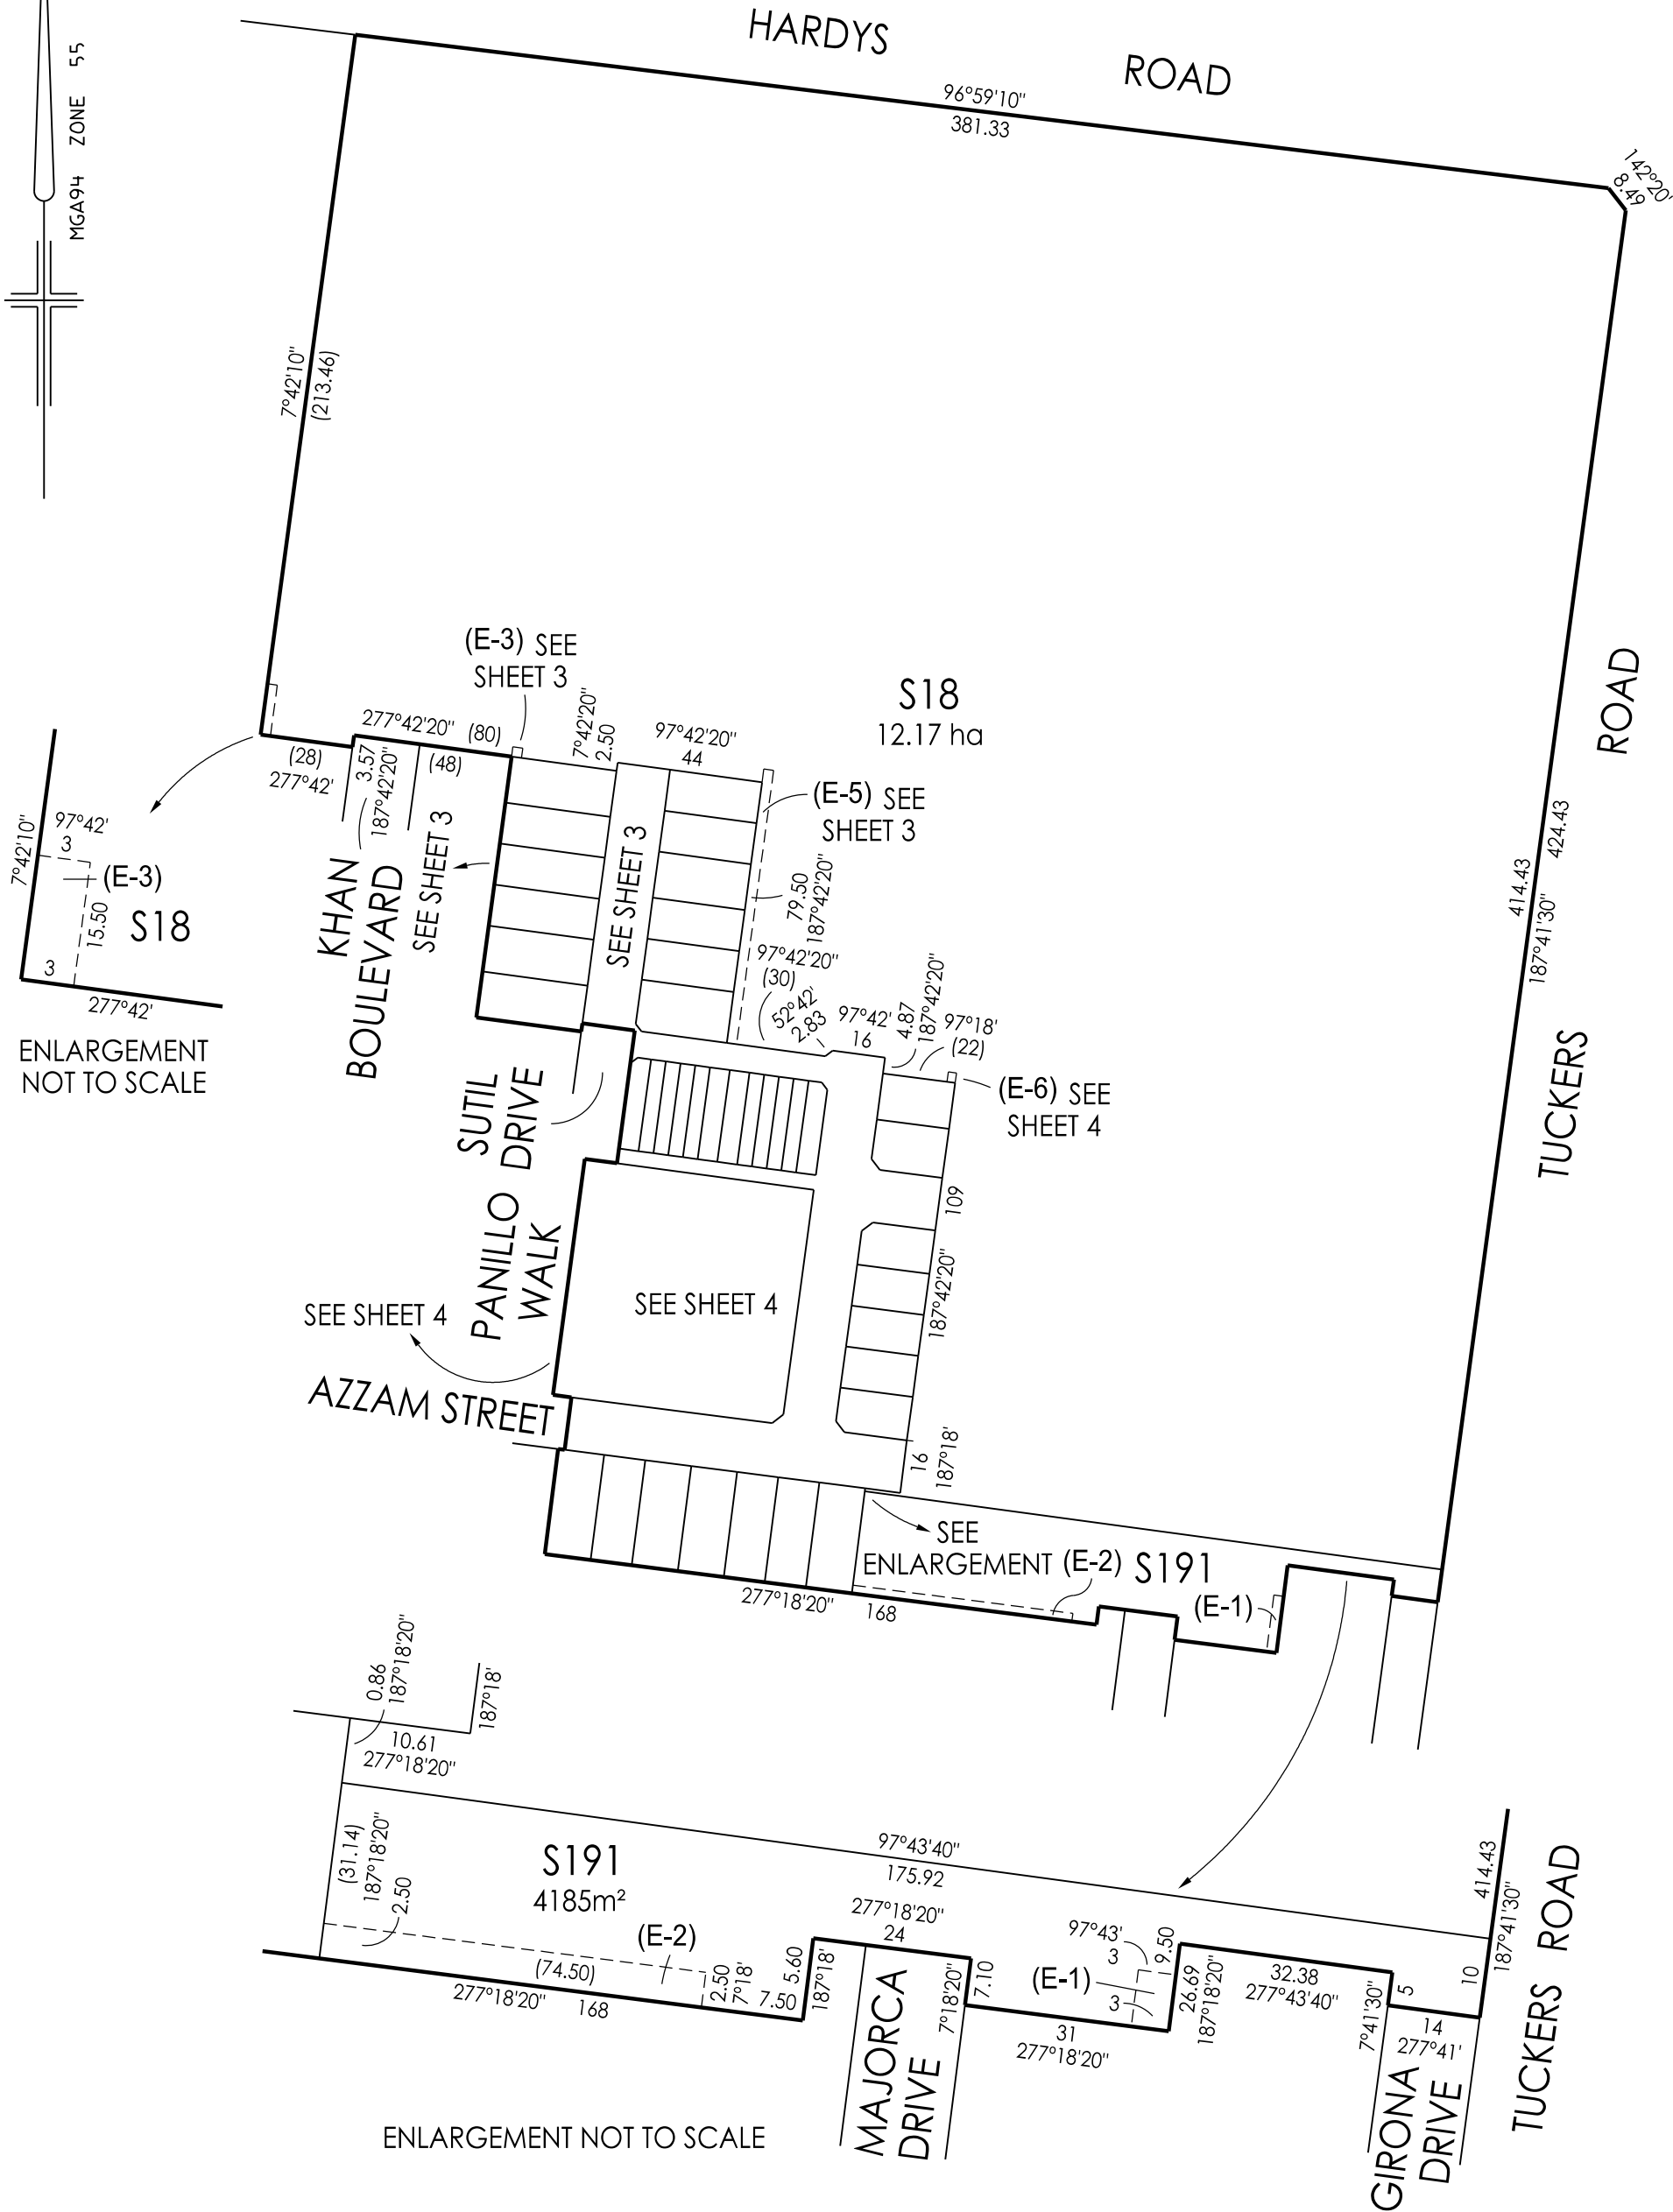 HARDYS
ROAD
MGA94 ZONE 55
96°59'10"
381.33
142°20'
8.49
7°42'10"
(213.46)
(E-3) SEE
SHEET 3
S18
12.17 ha
ROAD
277°42'20" (80)
7°42'20"
2.50
97°42'20"
44
(28)
277°42'
3.57
187°42'20"
(48)
(E-5) SEE
SHEET 3
SEE SHEET 3
SEE SHEET 3
79.50
187°42'20"
414.43 424.43
187°41'30"
7°42'10"
97°42'
3
(E-3)
15.50
S18
3
277°42'
ENLARGEMENT
NOT TO SCALE
KHAN
BOULEVARD
97°42'20"
(30)
52°42'
2.83
97°42'
16
4.87
187°42'20"
97°18'
(22)
(E-6) SEE
SHEET 4
TUCKERS
SUTIL
DRIVE
109
187°42'20"
PANILLO
WALK
SEE SHEET 4
SEE SHEET 4
AZZAM STREET
16
187°18'
SEE
ENLARGEMENT (E-2) S191
(E-1)
277°18'20" 168
0.86
187°18'20"
187°18'
10.61
277°18'20"
97°43'40"
175.92
(31.14)
187°18'20"
2.50
S191
4185m²
(E-2)
(74.50)
277°18'20" 168
2.50
7°18'
7.50
5.60
187°18'
277°18'20"
24
7°18'20"
7.10
97°43'
3
9.50
(E-1)
3
26.69
187°18'20"
31
277°18'20"
32.38
277°43'40"
7°41'30"
5
10
14
277°41'
414.43
187°41'30"
TUCKERS ROAD
MAJORCA
DRIVE
GIRONA
DRIVE
ENLARGEMENT NOT TO SCALE